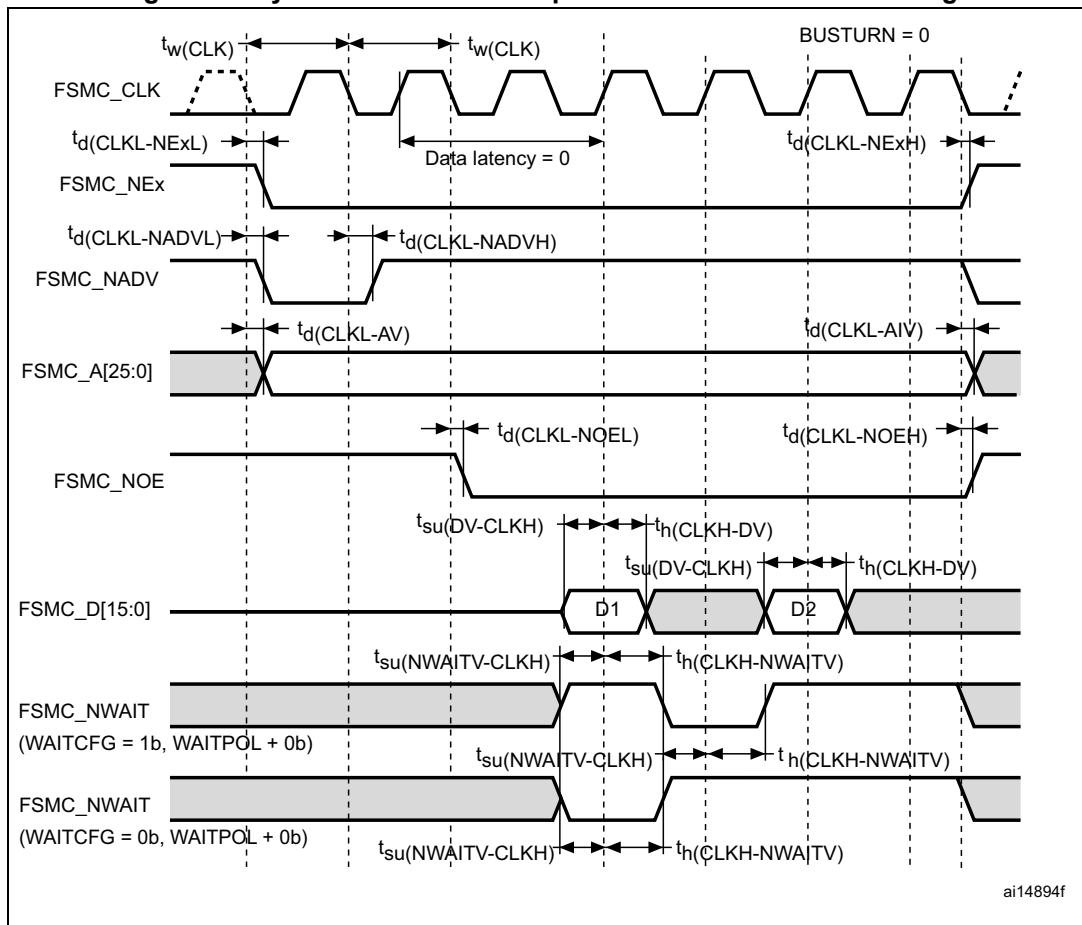 tw(CLK) tw(CLK) BUSTURN = 0
FSMC_CLK
td(CLKL-NExL) Data latency = 0 td(CLKL-NExH)
FSMC_NEx
td(CLKL-NADVL) td(CLKL-NADVH)
FSMC_NADV
td(CLKL-AV) td(CLKL-AIV)
FSMC_A[25:0]
td(CLKL-NOEL) td(CLKL-NOEH)
FSMC_NOE
tsu(DV-CLKH) th(CLKH-DV)
tsu(DV-CLKH) th(CLKH-DV)
FSMC_D[15:0] D1 D2
tsu(NWAITV-CLKH) th(CLKH-NWAITV)
FSMC_NWAIT
(WAITCFG = 1b, WAITPOL + 0b)
tsu(NWAITV-CLKH) th(CLKH-NWAITV)
FSMC_NWAIT
(WAITCFG = 0b, WAITPOL + 0b)
tsu(NWAITV-CLKH) th(CLKH-NWAITV)
ai14894f